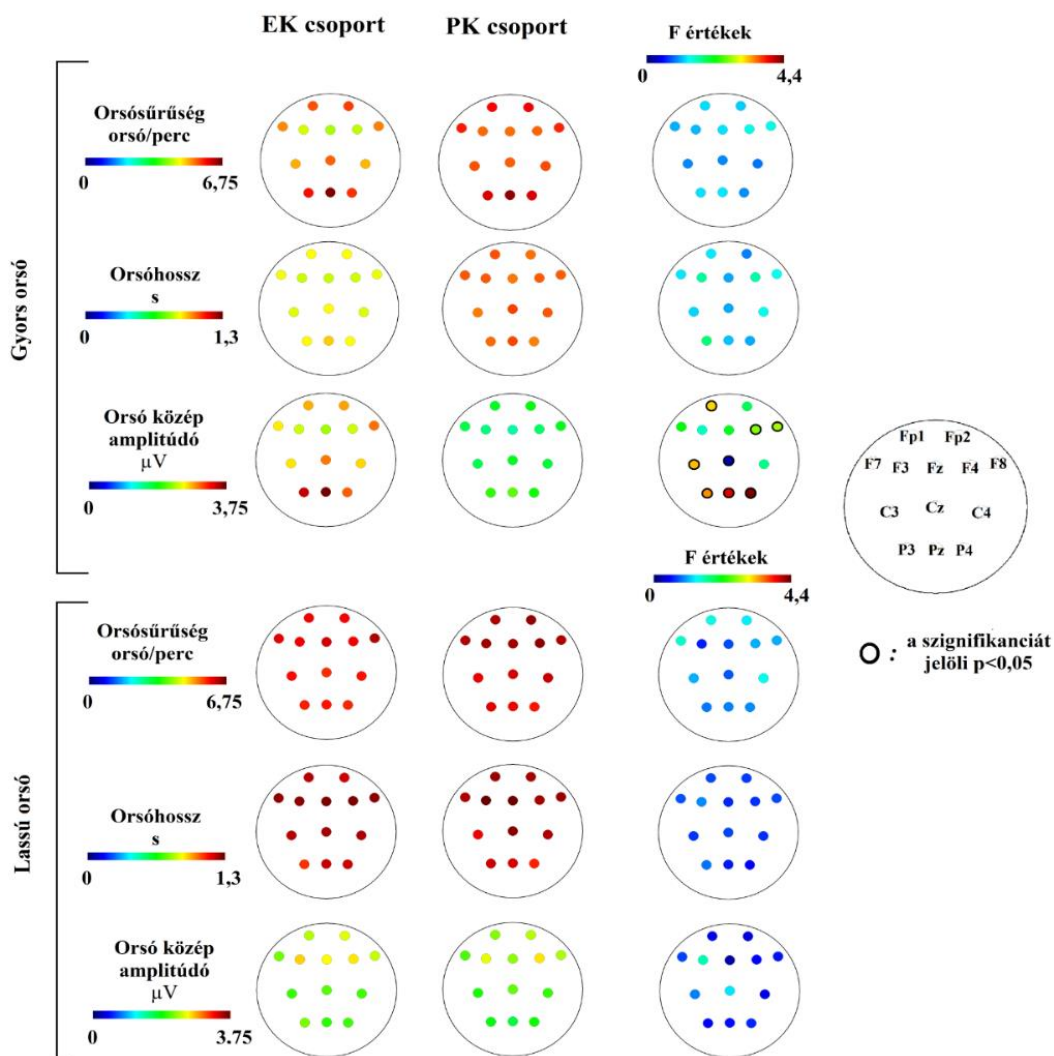 EK csoport
PK csoport
F értékek
0
4,4
Gyors orsó
Orsósűrűség
orsó/perc
0
6,75
Orsóhossz
s
0
1,3
Orsó közép
amplitúdó
µV
0
3,75
Fp1 Fp2
F7 F3 Fz F4 F8
C3 Cz C4
P3 Pz P4
F értékek
0
4,4
: a szignifikanciát
jelöli p<0,05
Lassú orsó
Orsósűrűség
orsó/perc
0
6,75
Orsóhossz
s
0
1,3
Orsó közép
amplitúdó
µV
0
3.75